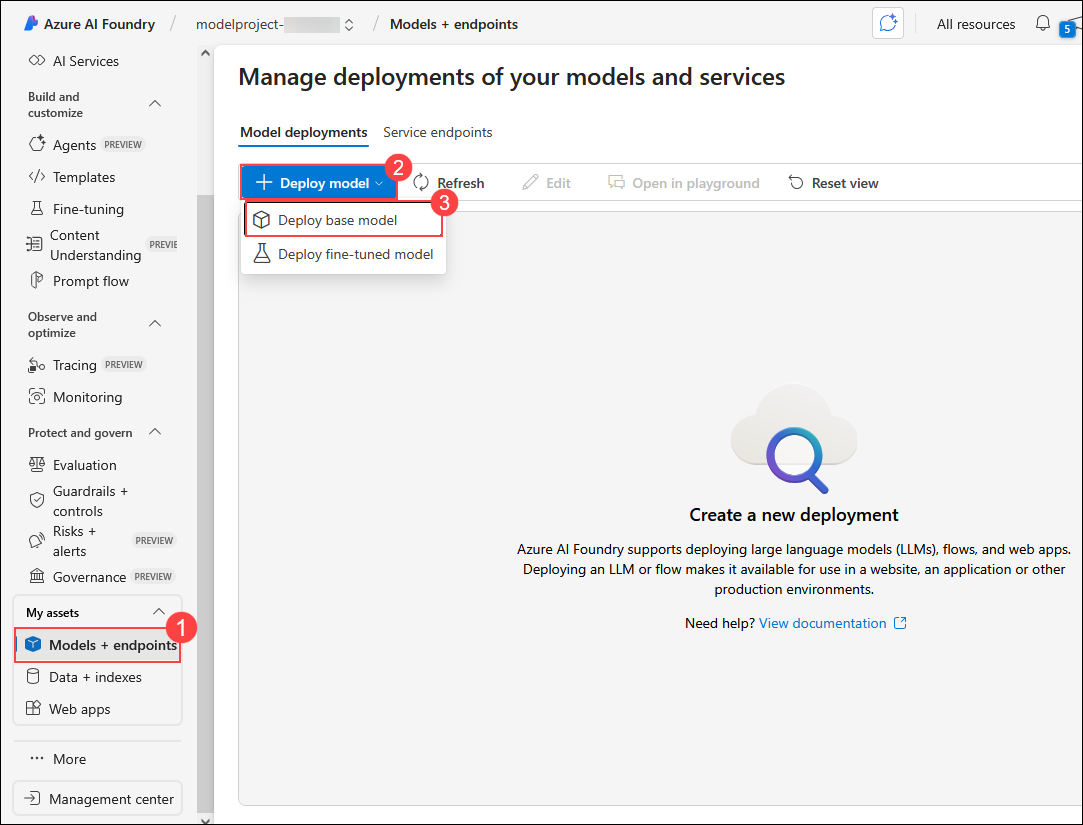 Azure AI Foundry / modelproject- / Models + endpoints
All resources
5
AI Services
Build and
customize
Agents PREVIEW
Templates
Fine-tuning
Content
Understanding PREVIE
Prompt flow
Observe and
optimize
Tracing PREVIEW
Monitoring
Protect and govern
Evaluation
Guardrails +
controls
Risks +
alerts PREVIEW
Governance PREVIEW
My assets
1
Models + endpoints
Data + indexes
Web apps
More
Management center
Manage deployments of your models and services
Model deployments Service endpoints
2
Deploy model Refresh Edit Open in playground Reset view
3
Deploy base model
Deploy fine-tuned model
Create a new deployment
Azure AI Foundry supports deploying large language models (LLMs), flows, and web apps.
Deploying an LLM or flow makes it available for use in a website, an application or other
production environments.
Need help? View documentation